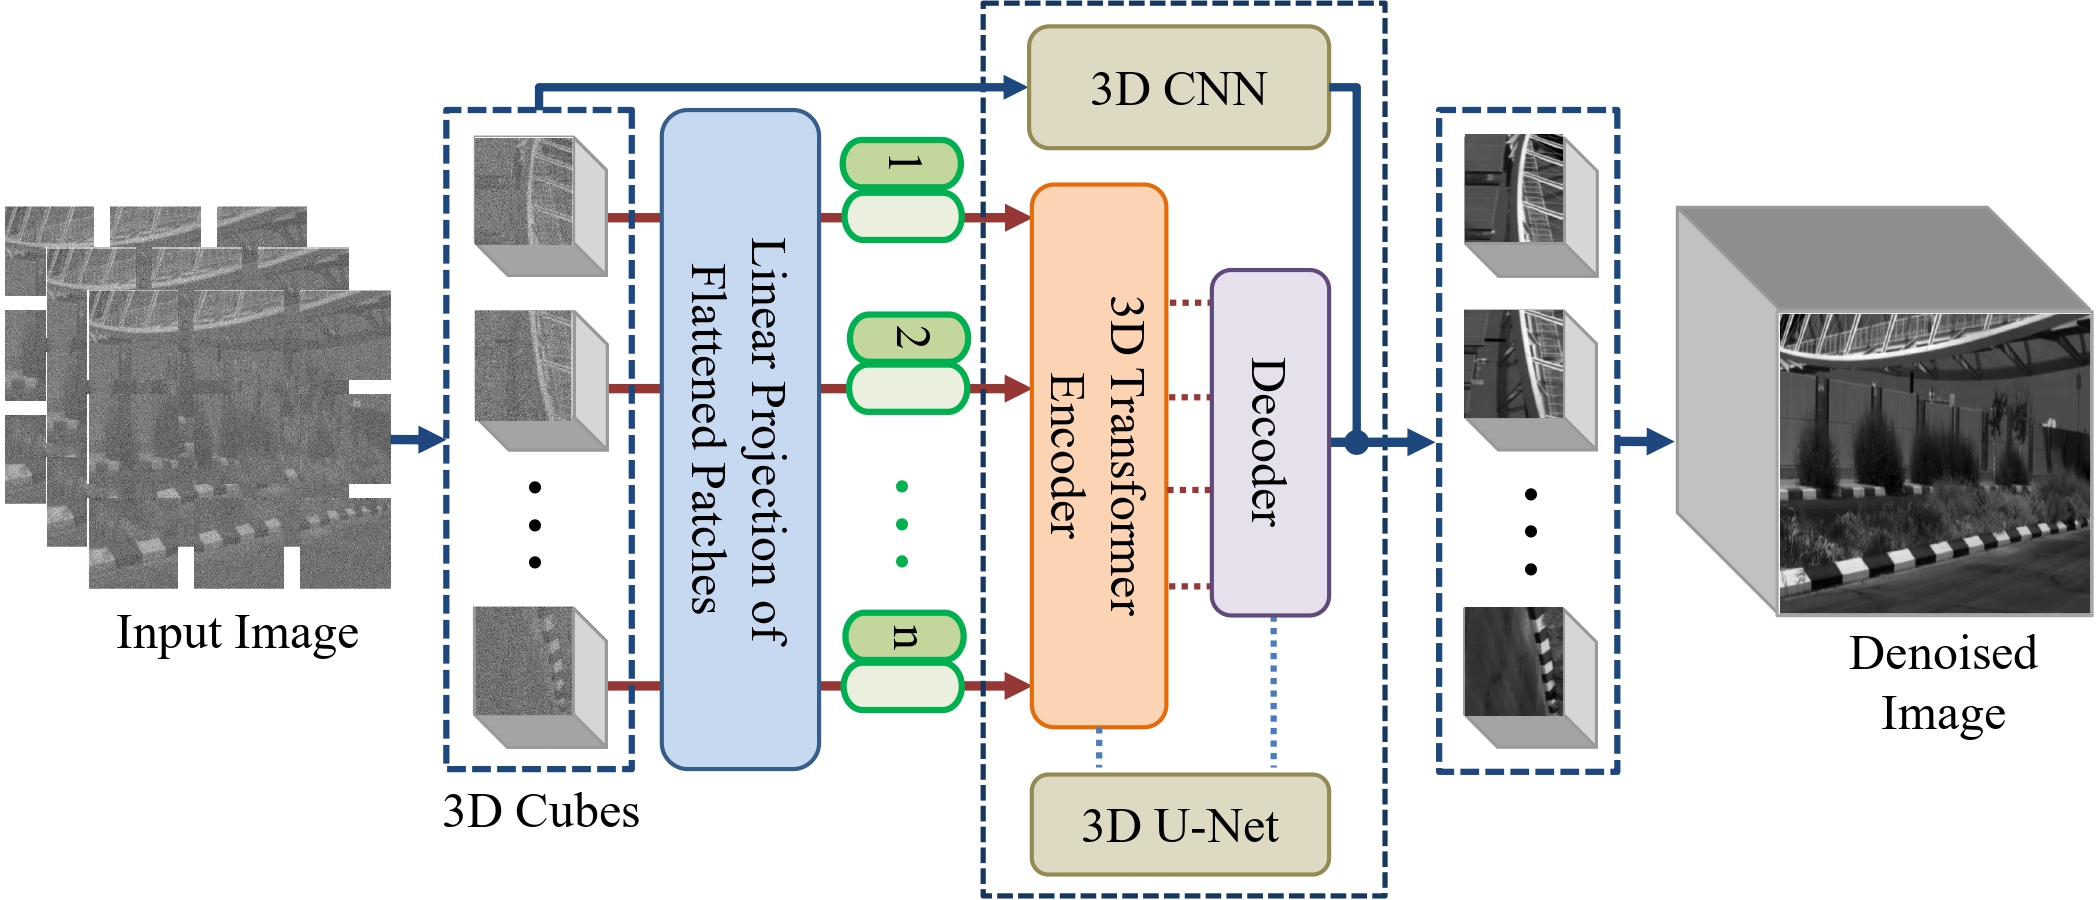 Input Image
3D Cubes
Linear Projection of
Flattened Patches
1
2
n
3D CNN
3D Transformer
Encoder
Decoder
3D U-Net
Denoised
Image